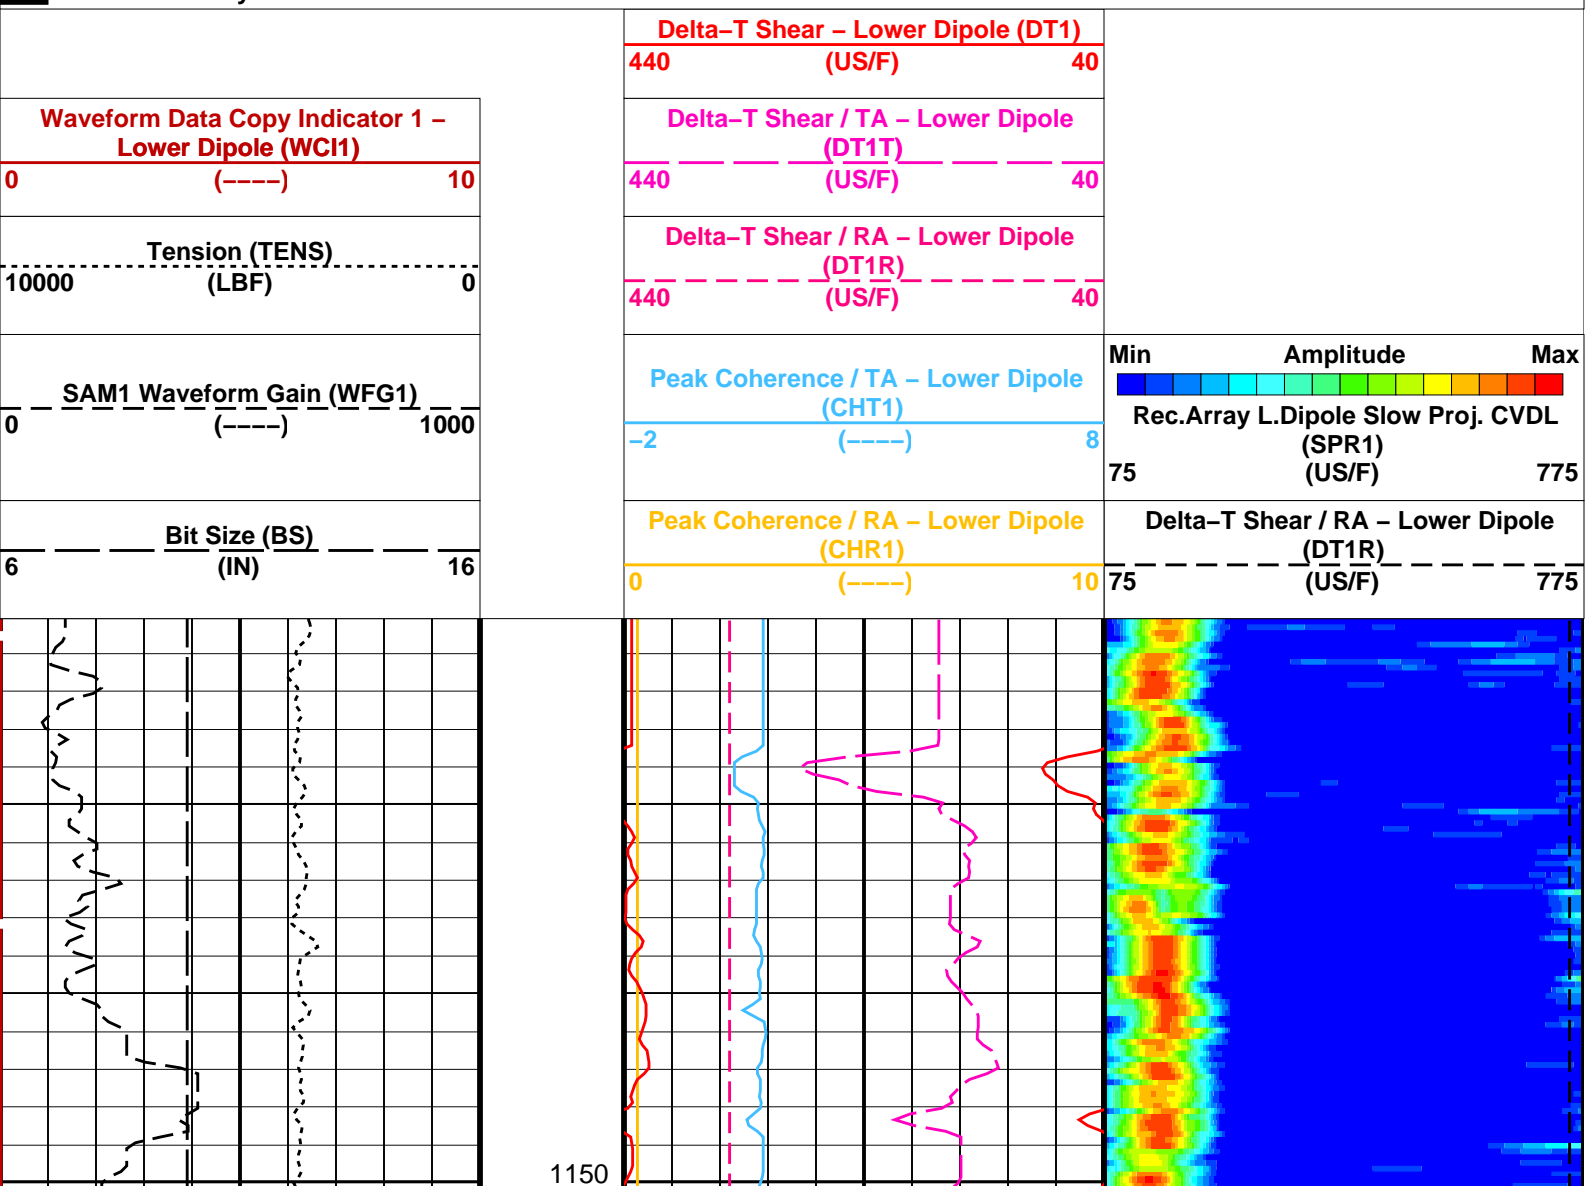 Delta–T Shear – Lower Dipole (DT1)
440 (US/F) 40
Waveform Data Copy Indicator 1 –
Lower Dipole (WCI1)
0 (––––) 10
Delta–T Shear / TA – Lower Dipole
(DT1T)
440 (US/F) 40
Tension (TENS)
10000 (LBF) 0
Delta–T Shear / RA – Lower Dipole
(DT1R)
440 (US/F) 40
SAM1 Waveform Gain (WFG1)
0 (––––) 1000
Peak Coherence / TA – Lower Dipole
(CHT1)
–2 (––––) 8
Min Amplitude Max
Rec.Array L.Dipole Slow Proj. CVDL
(SPR1)
75 (US/F) 775
Bit Size (BS)
6 (IN) 16
Peak Coherence / RA – Lower Dipole
(CHR1)
0 (––––) 10
Delta–T Shear / RA – Lower Dipole
(DT1R)
75 (US/F) 775
1150